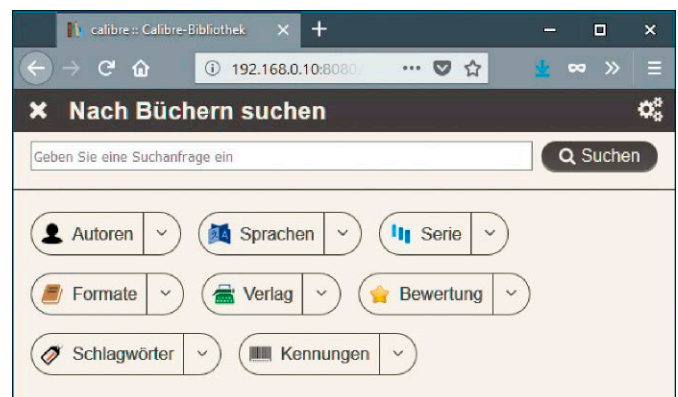 calibre :: Calibre-Bibliothek
192.168.0.10:8080/
Nach Büchern suchen
Geben Sie eine Suchanfrage ein
Suchen
Autoren
Sprachen
Serie
Formate
Verlag
Bewertung
Schlagwörter
Kennungen